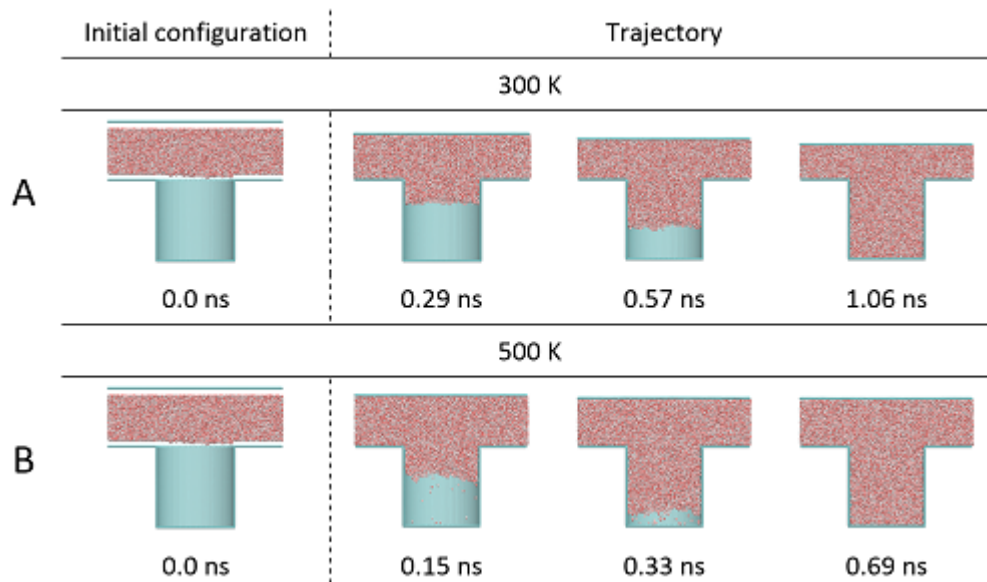 Initial configuration Trajectory
300 K
A
0.0 ns 0.29 ns 0.57 ns 1.06 ns
500 K
B
0.0 ns 0.15 ns 0.33 ns 0.69 ns